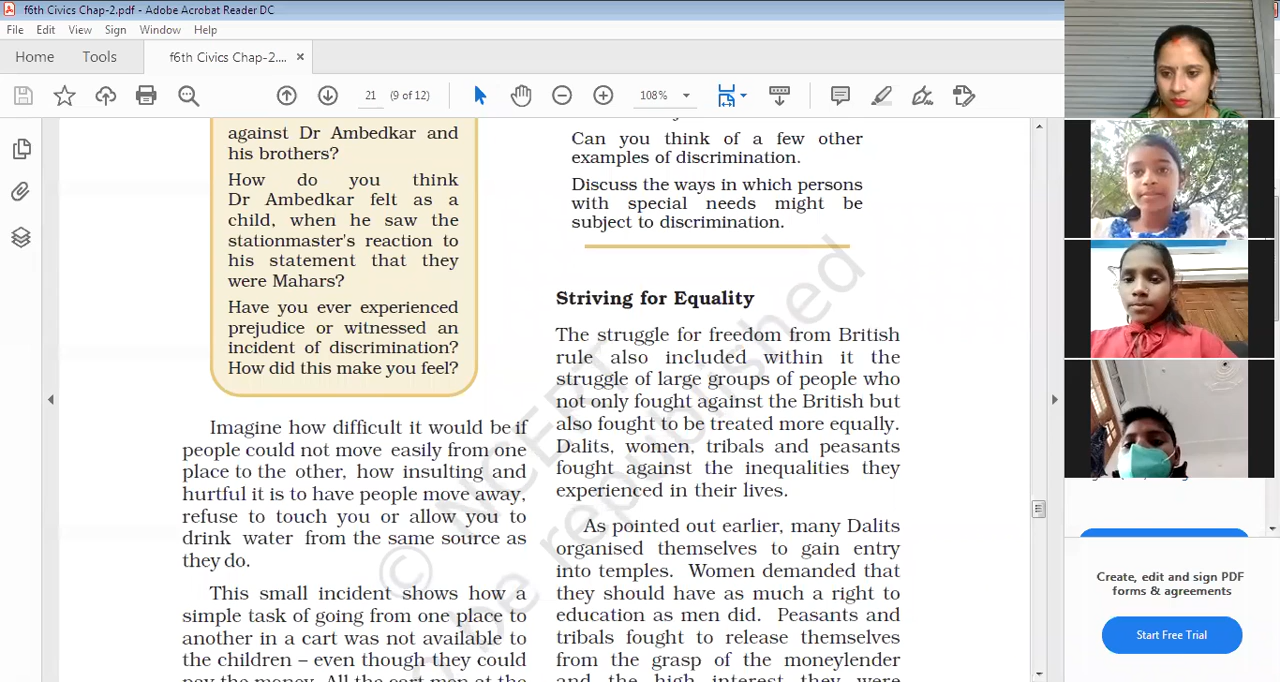 f6th Civics Chap-2.pdf - Adobe Acrobat Reader DC
File Edit View Sign Window Help
Home Tools f6th Civics Chap-2.... ×
21 (9 of 12) 108%
against Dr Ambedkar and
his brothers?
How do you think
Dr Ambedkar felt as a
child, when he saw the
stationmaster's reaction to
his statement that they
were Mahars?
Have you ever experienced
prejudice or witnessed an
incident of discrimination?
How did this make you feel?
Imagine how difficult it would be if
people could not move easily from one
place to the other, how insulting and
hurtful it is to have people move away,
refuse to touch you or allow you to
drink water from the same source as
they do.
This small incident shows how a
simple task of going from one place to
another in a cart was not available to
the children – even though they could
pay the money. All the cart men at the
Can you think of a few other
examples of discrimination.
Discuss the ways in which persons
with special needs might be
subject to discrimination.
Striving for Equality
The struggle for freedom from British
rule also included within it the
struggle of large groups of people who
not only fought against the British but
also fought to be treated more equally.
Dalits, women, tribals and peasants
fought against the inequalities they
experienced in their lives.
As pointed out earlier, many Dalits
organised themselves to gain entry
into temples. Women demanded that
they should have as much a right to
education as men did. Peasants and
tribals fought to release themselves
from the grasp of the moneylender
and the high interest they were
© NCERT
be republished
Create, edit and sign PDF
forms & agreements
Start Free Trial